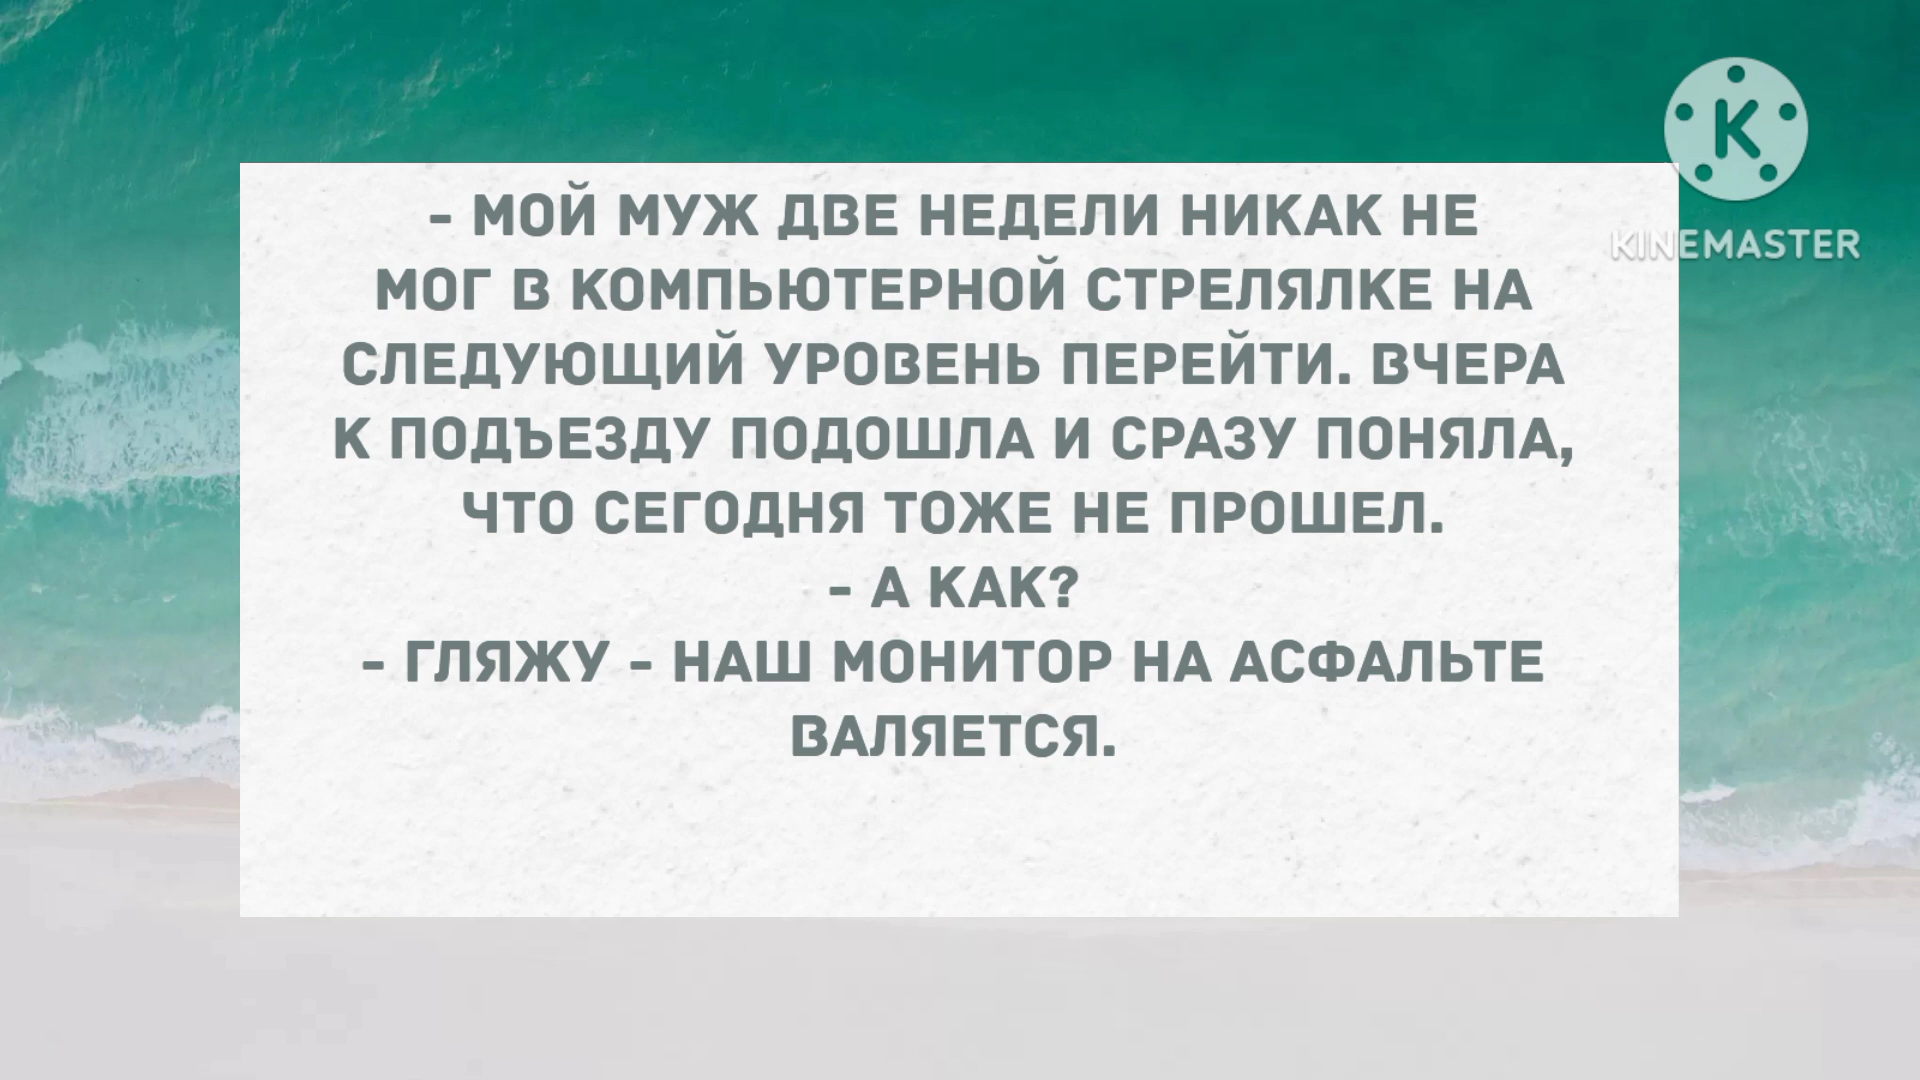 - МОЙ МУЖ ДВЕ НЕДЕЛИ НИКАК НЕ
МОГ В КОМПЬЮТЕРНОЙ СТРЕЛЯЛКЕ НА
СЛЕДУЮЩИЙ УРОВЕНЬ ПЕРЕЙТИ. ВЧЕРА
К ПОДЪЕЗДУ ПОДОШЛА И СРАЗУ ПОНЯЛА,
ЧТО СЕГОДНЯ ТОЖЕ НЕ ПРОШЕЛ.
- А КАК?
- ГЛЯЖУ - НАШ МОНИТОР НА АСФАЛЬТЕ
ВАЛЯЕТСЯ.
K
KINEMASTER